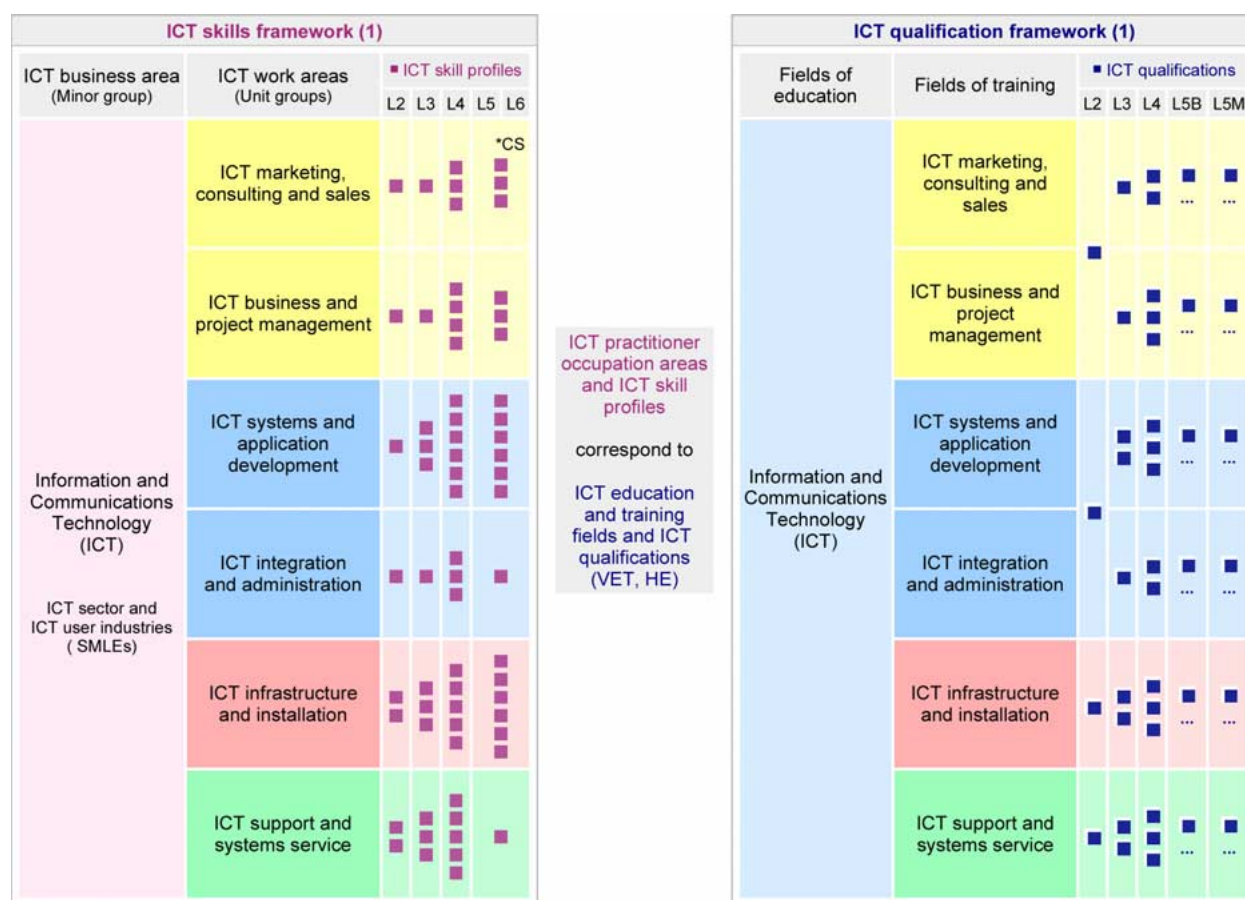 ICT skills framework (1)
ICT business area
(Minor group)
ICT work areas
(Unit groups)
ICT skill profiles
L2 L3 L4 L5 L6
Information and
Communications
Technology
(ICT)
ICT sector and
ICT user industries
( SMLEs)
ICT marketing,
consulting and sales
*CS
ICT business and
project management
ICT systems and
application
development
ICT integration
and administration
ICT infrastructure
and installation
ICT support and
systems service
ICT practitioner
occupation areas
and ICT skill
profiles
correspond to
ICT education
and training
fields and ICT
qualifications
(VET, HE)
ICT qualification framework (1)
Fields of
education
Fields of training
ICT qualifications
L2 L3 L4 L5B L5M
Information and
Communications
Technology
(ICT)
ICT marketing,
consulting and
sales
... ...
ICT business and
project
management
... ...
ICT systems and
application
development
... ...
ICT integration
and administration
... ...
ICT infrastructure
and installation
... ...
ICT support and
systems service
... ...